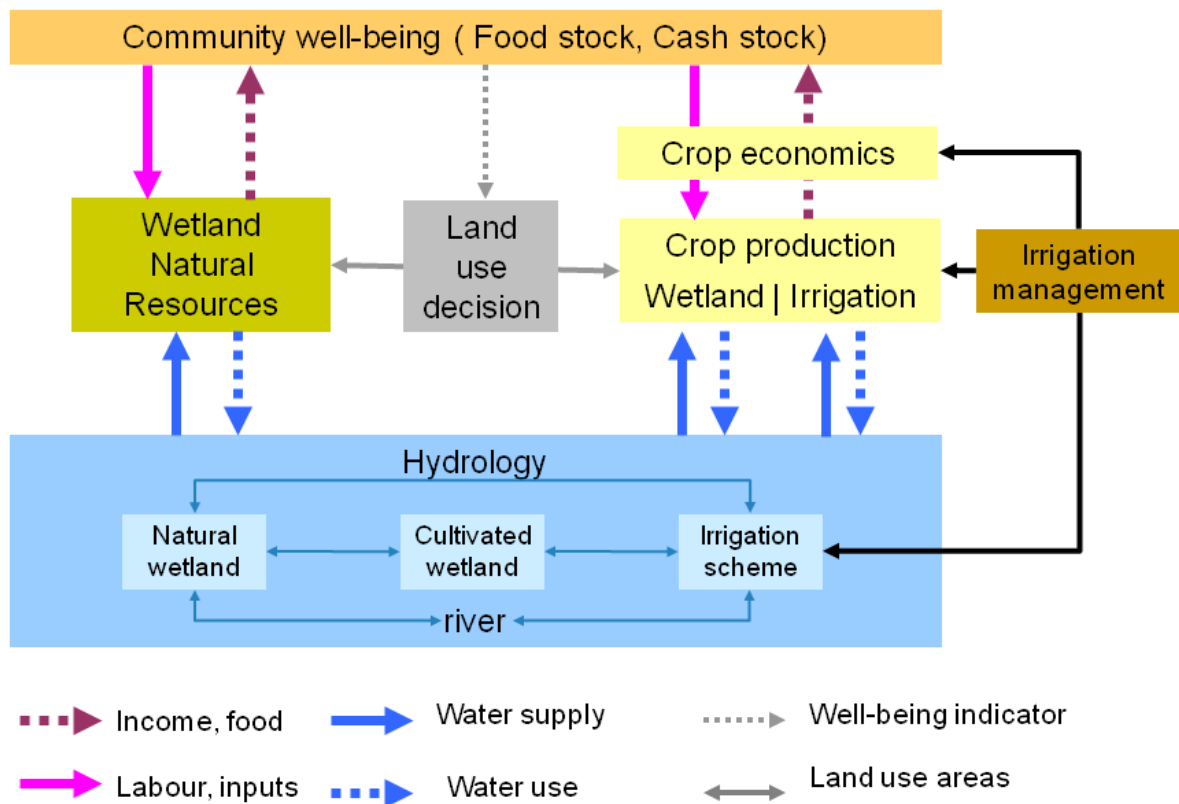 Community well-being ( Food stock, Cash stock)
Crop economics
Wetland
Natural
Resources
Land
use
decision
Crop production
Wetland | Irrigation
Irrigation
management
Hydrology
Natural
wetland
Cultivated
wetland
Irrigation
scheme
river
Income, food
Water supply
Well-being indicator
Labour, inputs
Water use
Land use areas